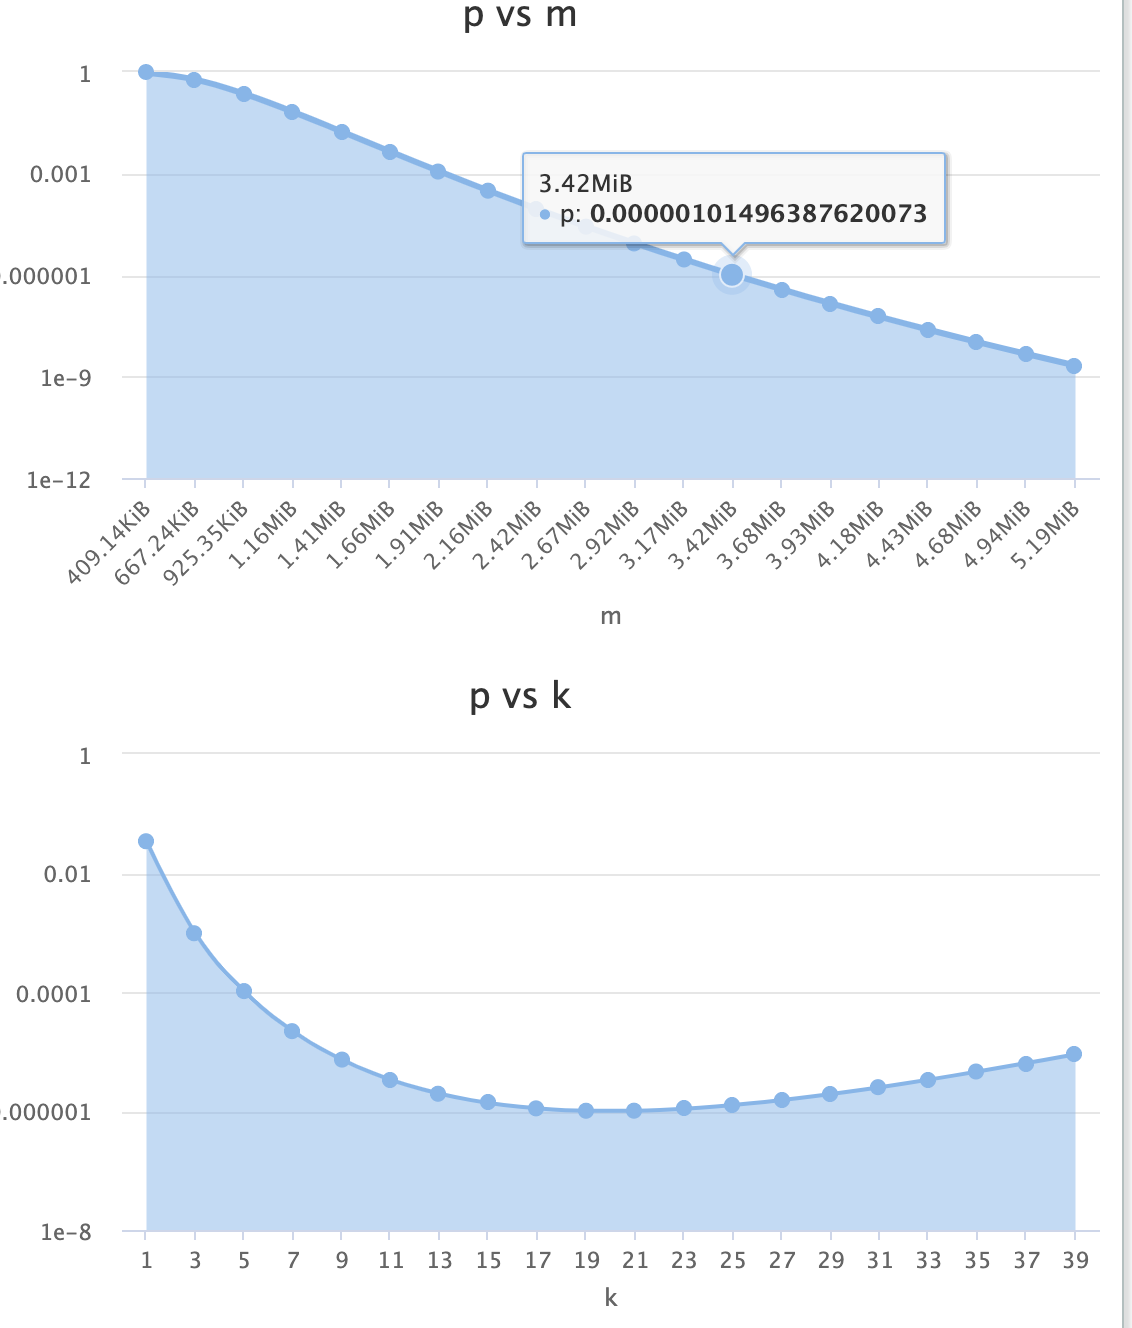 p vs m
1
0.001
3.42MiB
p: 0.00000101496387620073
0.000001
1e-9
1e-12
409.14KiB
667.24KiB
925.35KiB
1.16MiB
1.41MiB
1.66MiB
1.91MiB
2.16MiB
2.42MiB
2.67MiB
2.92MiB
3.17MiB
3.42MiB
3.68MiB
3.93MiB
4.18MiB
4.43MiB
4.68MiB
4.94MiB
5.19MiB
m
p vs k
1
0.01
0.0001
0.000001
1e-8
1 3 5 7 9 11 13 15 17 19 21 23 25 27 29 31 33 35 37 39
k